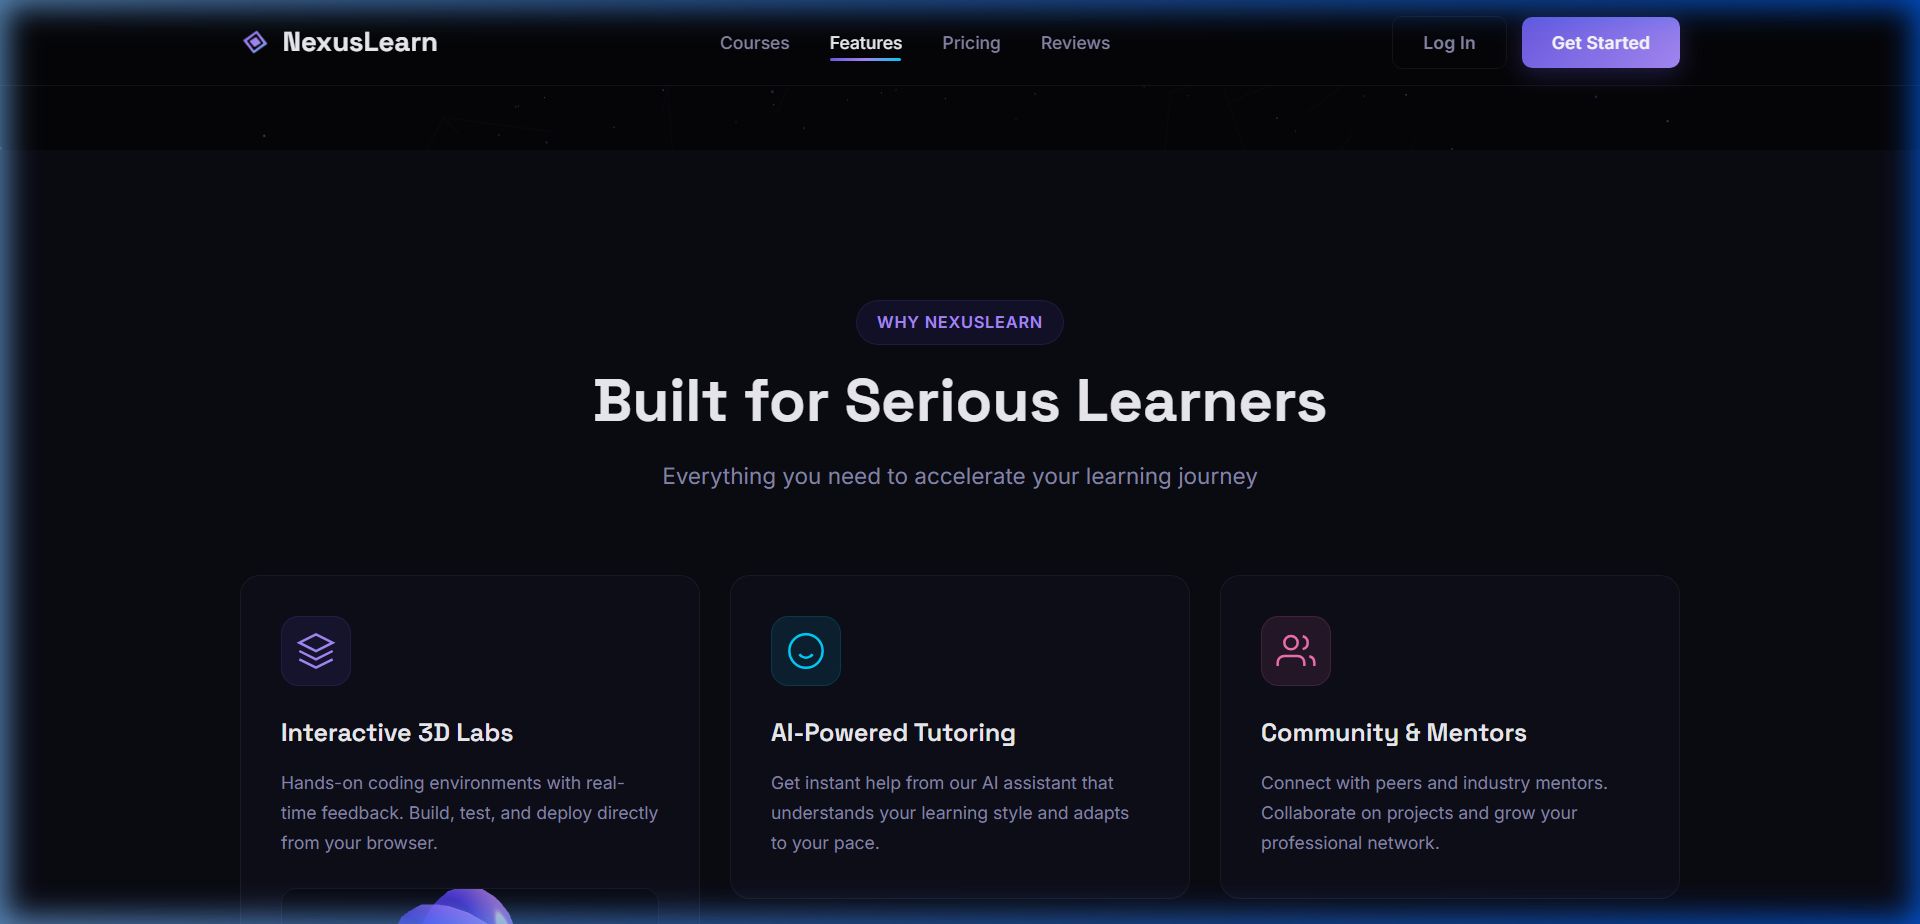 NexusLearn
Courses
Features
Pricing
Reviews
Log In
Get Started
WHY NEXUSLEARN
Built for Serious Learners
Everything you need to accelerate your learning journey
Interactive 3D Labs
Hands-on coding environments with real-
time feedback. Build, test, and deploy directly
from your browser.
AI-Powered Tutoring
Get instant help from our AI assistant that
understands your learning style and adapts
to your pace.
Community & Mentors
Connect with peers and industry mentors.
Collaborate on projects and grow your
professional network.